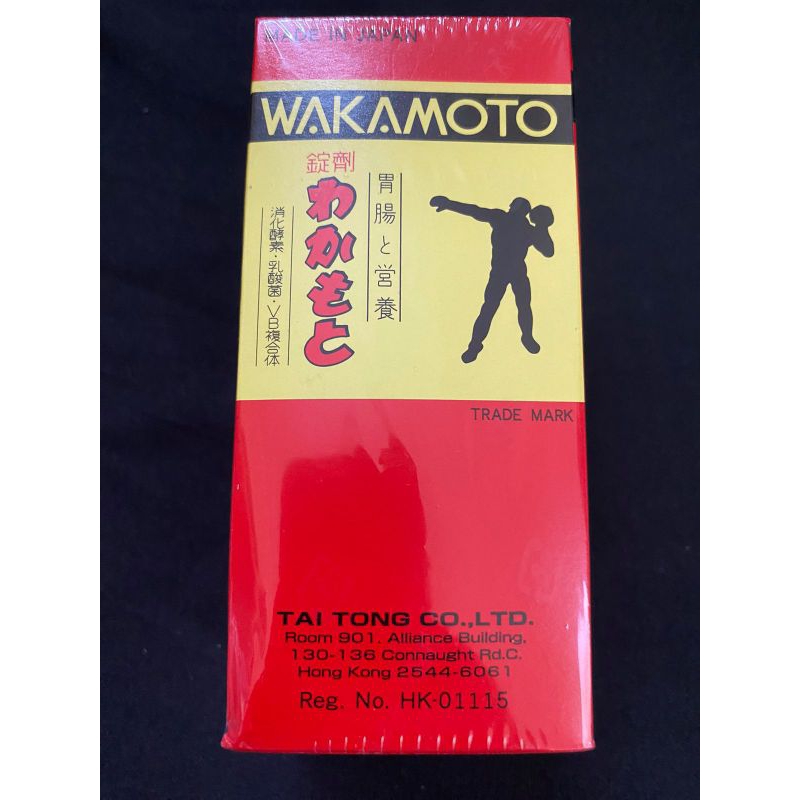 MADE IN JAPAN
WAKAMOTO
錠劑
わかもと
胃腸と営養
消化酵素・乳酸菌・VB複合体
TRADE MARK
TAI TONG CO.,LTD.
Room 901. Alliance Building,
130-136 Connaught Rd.C.
Hong Kong 2544-6061
Reg. No. HK-01115